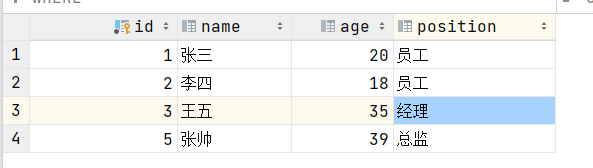 id name age position
1 1 张三 20 员工
2 2 李四 18 员工
3 3 王五 35 经理
4 5 张帅 39 总监